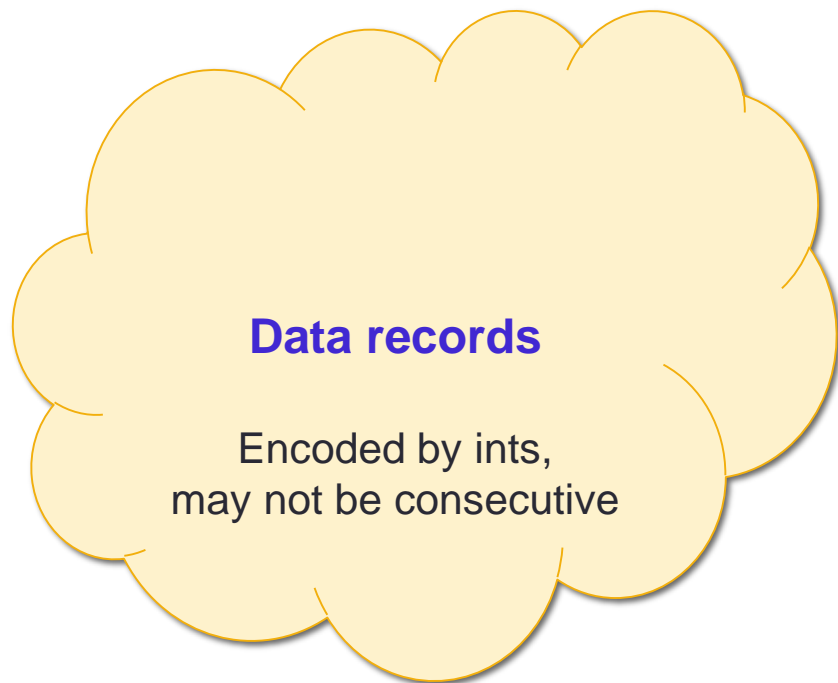 Data records
Encoded by ints,
may not be consecutive